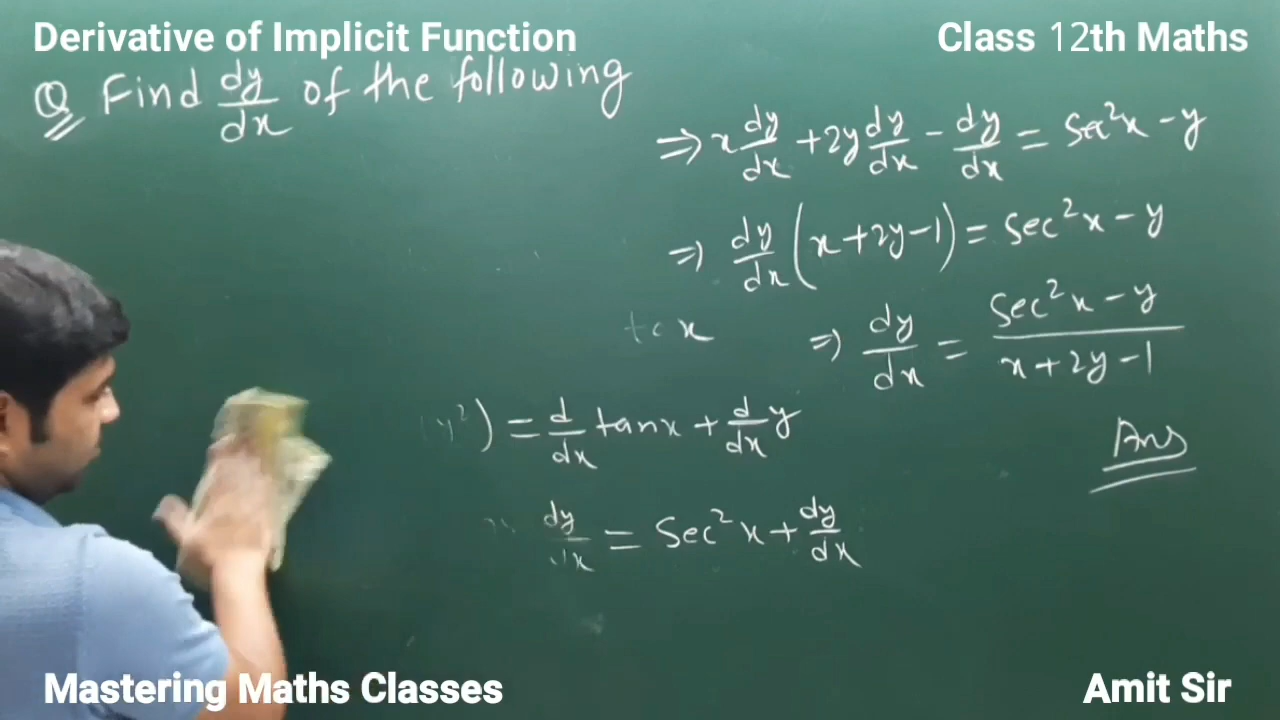 Derivative of Implicit Function
Class 12th Maths
Q Find dy/dx of the following
⇒ x dy/dx + 2y dy/dx - dy/dx = Sec²x - y
⇒ dy/dx (x + 2y - 1) = Sec²x - y
x
⇒ dy/dx = Sec²x - y / x + 2y - 1
y²) = d/dx tanx + d/dx y
Ans
dy/dx = Sec²x + dy/dx
Mastering Maths Classes
Amit Sir